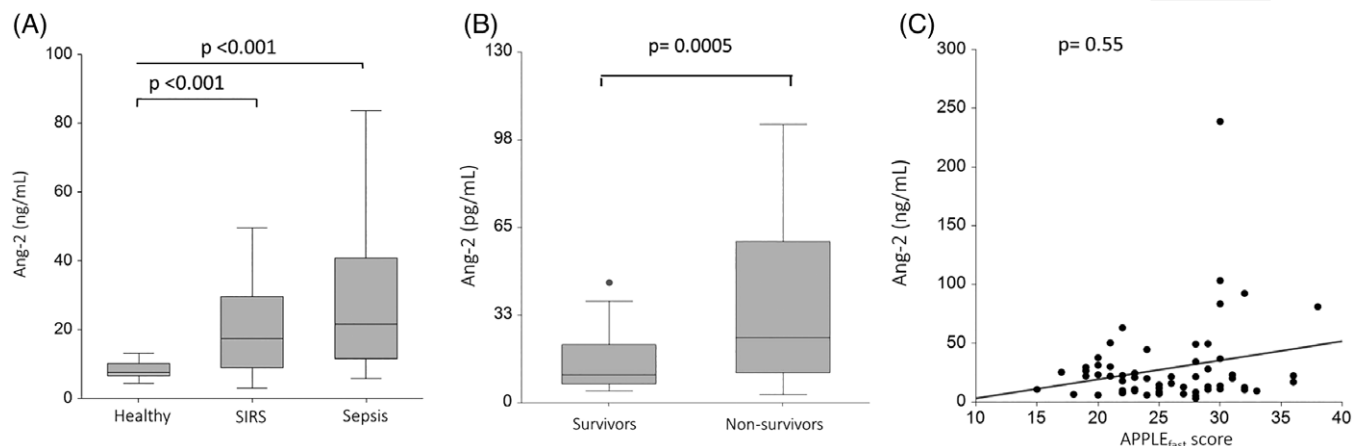 (A)
p <0.001
p <0.001
Ang-2 (ng/mL)
100
80
60
40
20
0
Healthy SIRS Sepsis
(B)
p= 0.0005
Ang-2 (pg/mL)
130
98
65
33
0
Survivors Non-survivors
(C)
p= 0.55
Ang-2 (ng/mL)
300
250
200
150
100
50
0
10 15 20 25 30 35 40
APPLEfast score